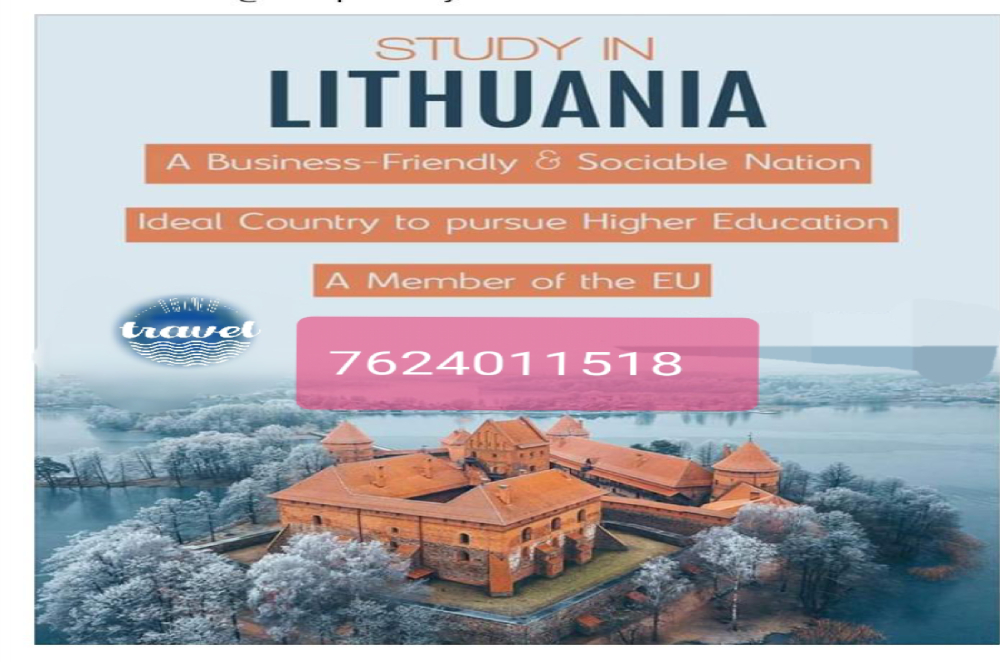 STUDY IN
LITHUANIA
A Business-Friendly & Sociable Nation
Ideal Country to pursue Higher Education
A Member of the EU
travel
7624011518